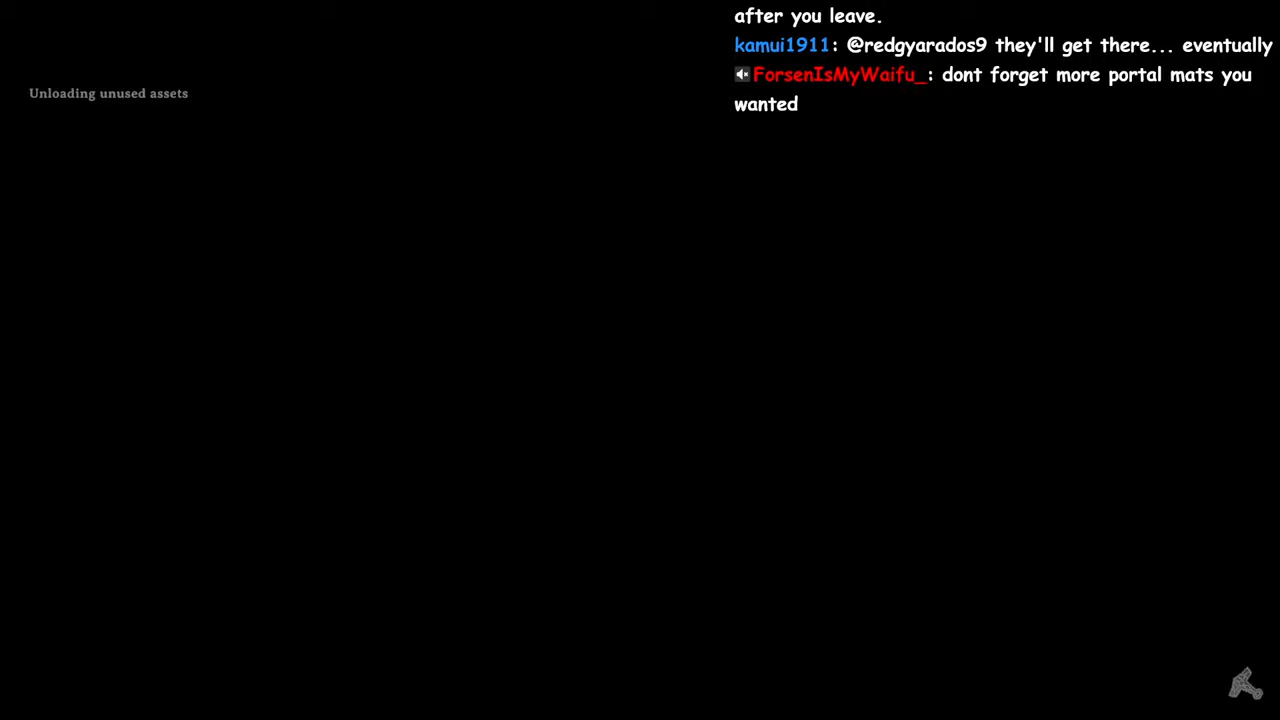 after you leave.
kamui1911: @redgyarados9 they'll get there... eventually
Unloading unused assets
ForsenIsMyWaifu_: dont forget more portal mats you
wanted